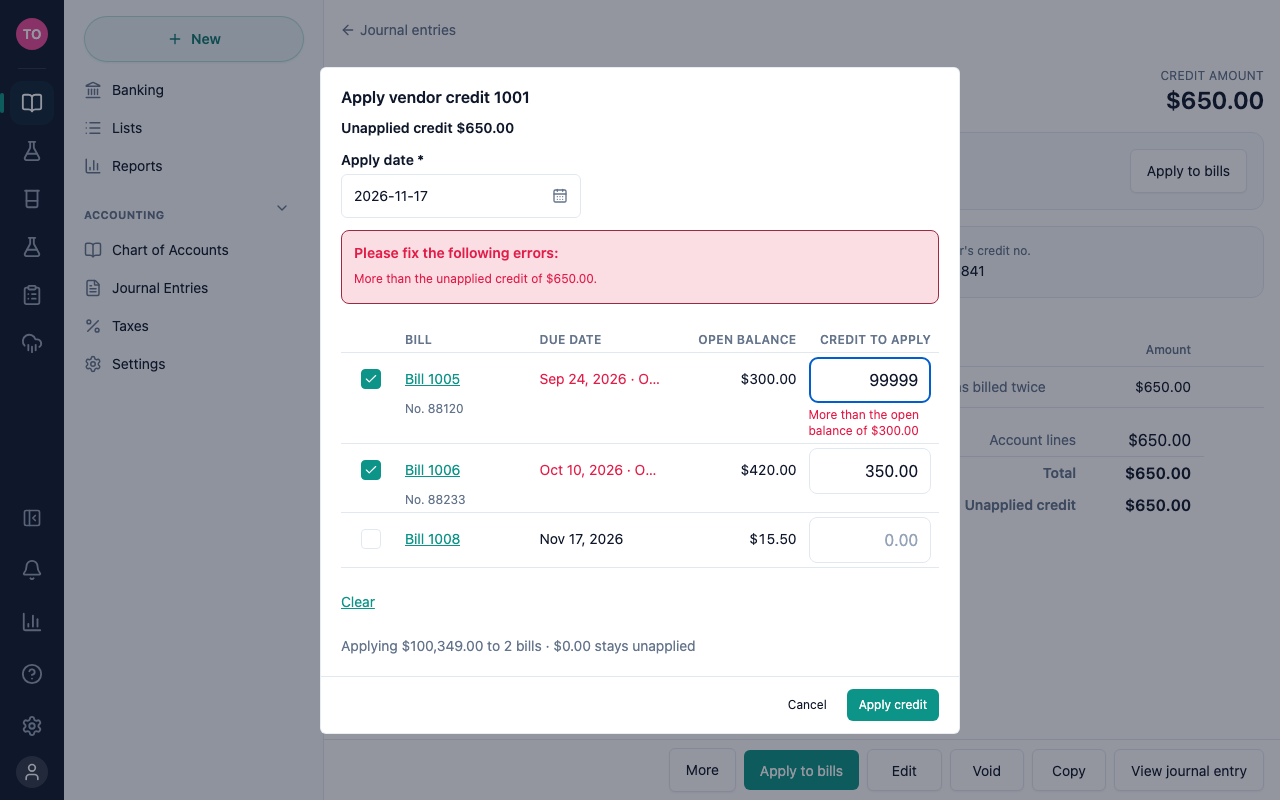 TO
New
Banking
Lists
Reports
ACCOUNTING
Chart of Accounts
Journal Entries
Taxes
Settings
Journal entries
CREDIT AMOUNT
$650.00
Apply to bills
r's credit no.
841
Amount
s billed twice
$650.00
Account lines
$650.00
Total
$650.00
Unapplied credit
$650.00
Apply vendor credit 1001
Unapplied credit $650.00
Apply date *
2026-11-17
Please fix the following errors:
More than the unapplied credit of $650.00.
BILL DUE DATE OPEN BALANCE CREDIT TO APPLY
Bill 1005 Sep 24, 2026 · O... $300.00 99999
No. 88120
More than the open
balance of $300.00
Bill 1006 Oct 10, 2026 · O... $420.00 350.00
No. 88233
Bill 1008 Nov 17, 2026 $15.50 0.00
Clear
Applying $100,349.00 to 2 bills · $0.00 stays unapplied
Cancel
Apply credit
More
Apply to bills
Edit
Void
Copy
View journal entry